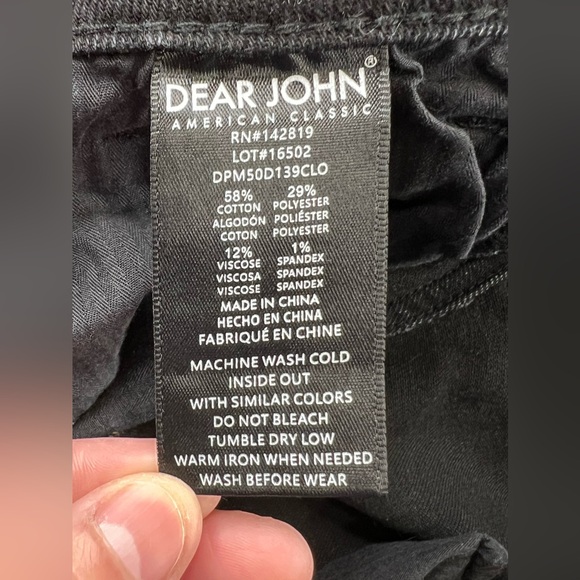 DEAR JOHN®
AMERICAN CLASSIC
RN#142819
LOT#16502
DPM50D139CLO
58% 29%
COTTON POLYESTER
ALGODÓN POLIÉSTER
COTON POLYESTER
12% 1%
VISCOSE SPANDEX
VISCOSA SPANDEX
VISCOSE SPANDEX
MADE IN CHINA
HECHO EN CHINA
FABRIQUÉ EN CHINE
MACHINE WASH COLD
INSIDE OUT
WITH SIMILAR COLORS
DO NOT BLEACH
TUMBLE DRY LOW
WARM IRON WHEN NEEDED
WASH BEFORE WEAR